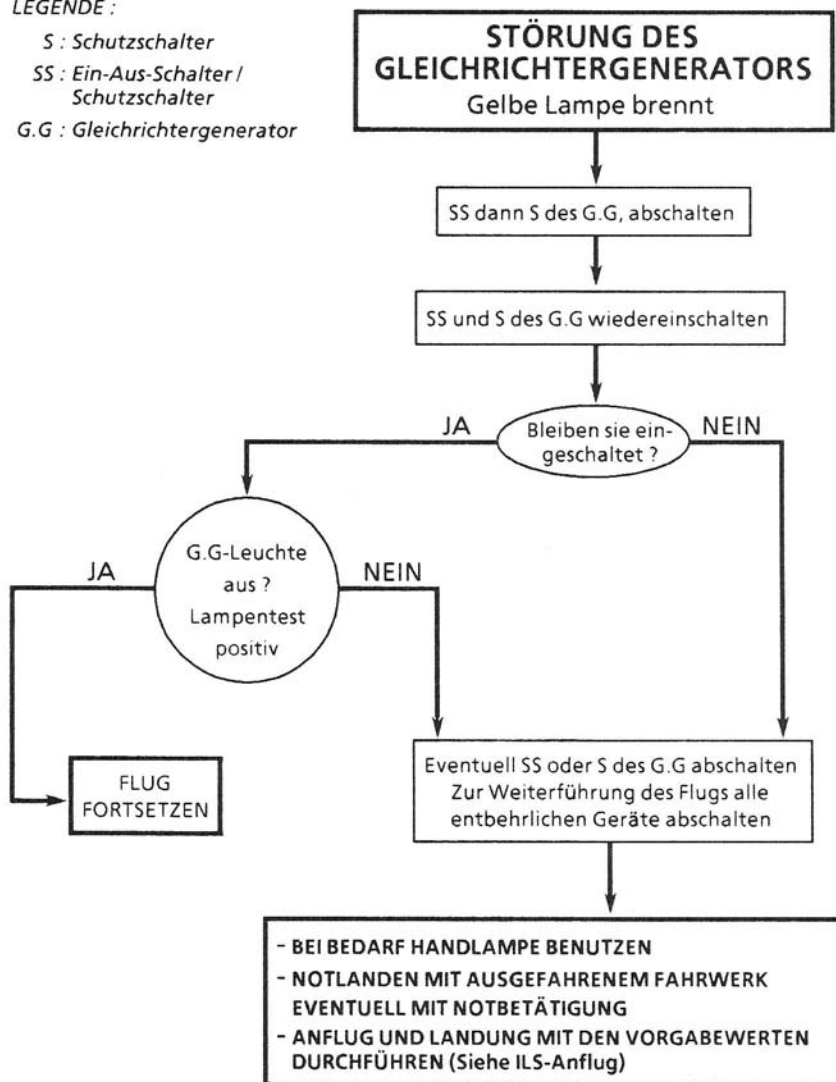 LEGENDE :
S : Schutzschalter
SS : Ein-Aus-Schalter /
Schutzschalter
G.G : Gleichrichtergenerator
STÖRUNG DES
GLEICHRICHTERGENERATORS
Gelbe Lampe brennt
SS dann S des G.G, abschalten
SS und S des G.G wiedereinschalten
JA
Bleiben sie ein-
geschaltet ?
NEIN
JA
G.G-Leuchte
aus ?
Lampentest
positiv
NEIN
FLUG
FORTSETZEN
Eventuell SS oder S des G.G abschalten
Zur Weiterführung des Flugs alle
entbehrlichen Geräte abschalten
- BEI BEDARF HANDLAMPE BENUTZEN
- NOTLANDEN MIT AUSGEFAHRENEM FAHRWERK
EVENTUELL MIT NOTBETÄTIGUNG
- ANFLUG UND LANDUNG MIT DEN VORGABEWERTEN
DURCHFÜHREN (Siehe ILS-Anflug)